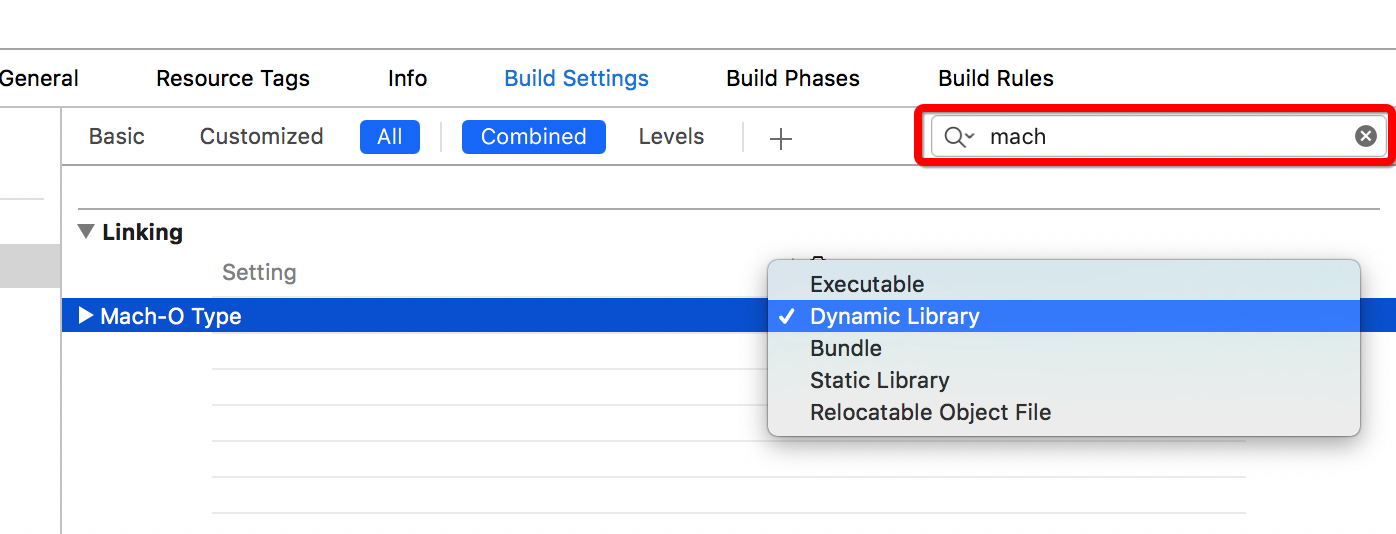 General Resource Tags Info Build Settings Build Phases Build Rules
Basic Customized All Combined Levels + mach
Linking
Setting
Executable
Mach-O Type ✓ Dynamic Library
Bundle
Static Library
Relocatable Object File